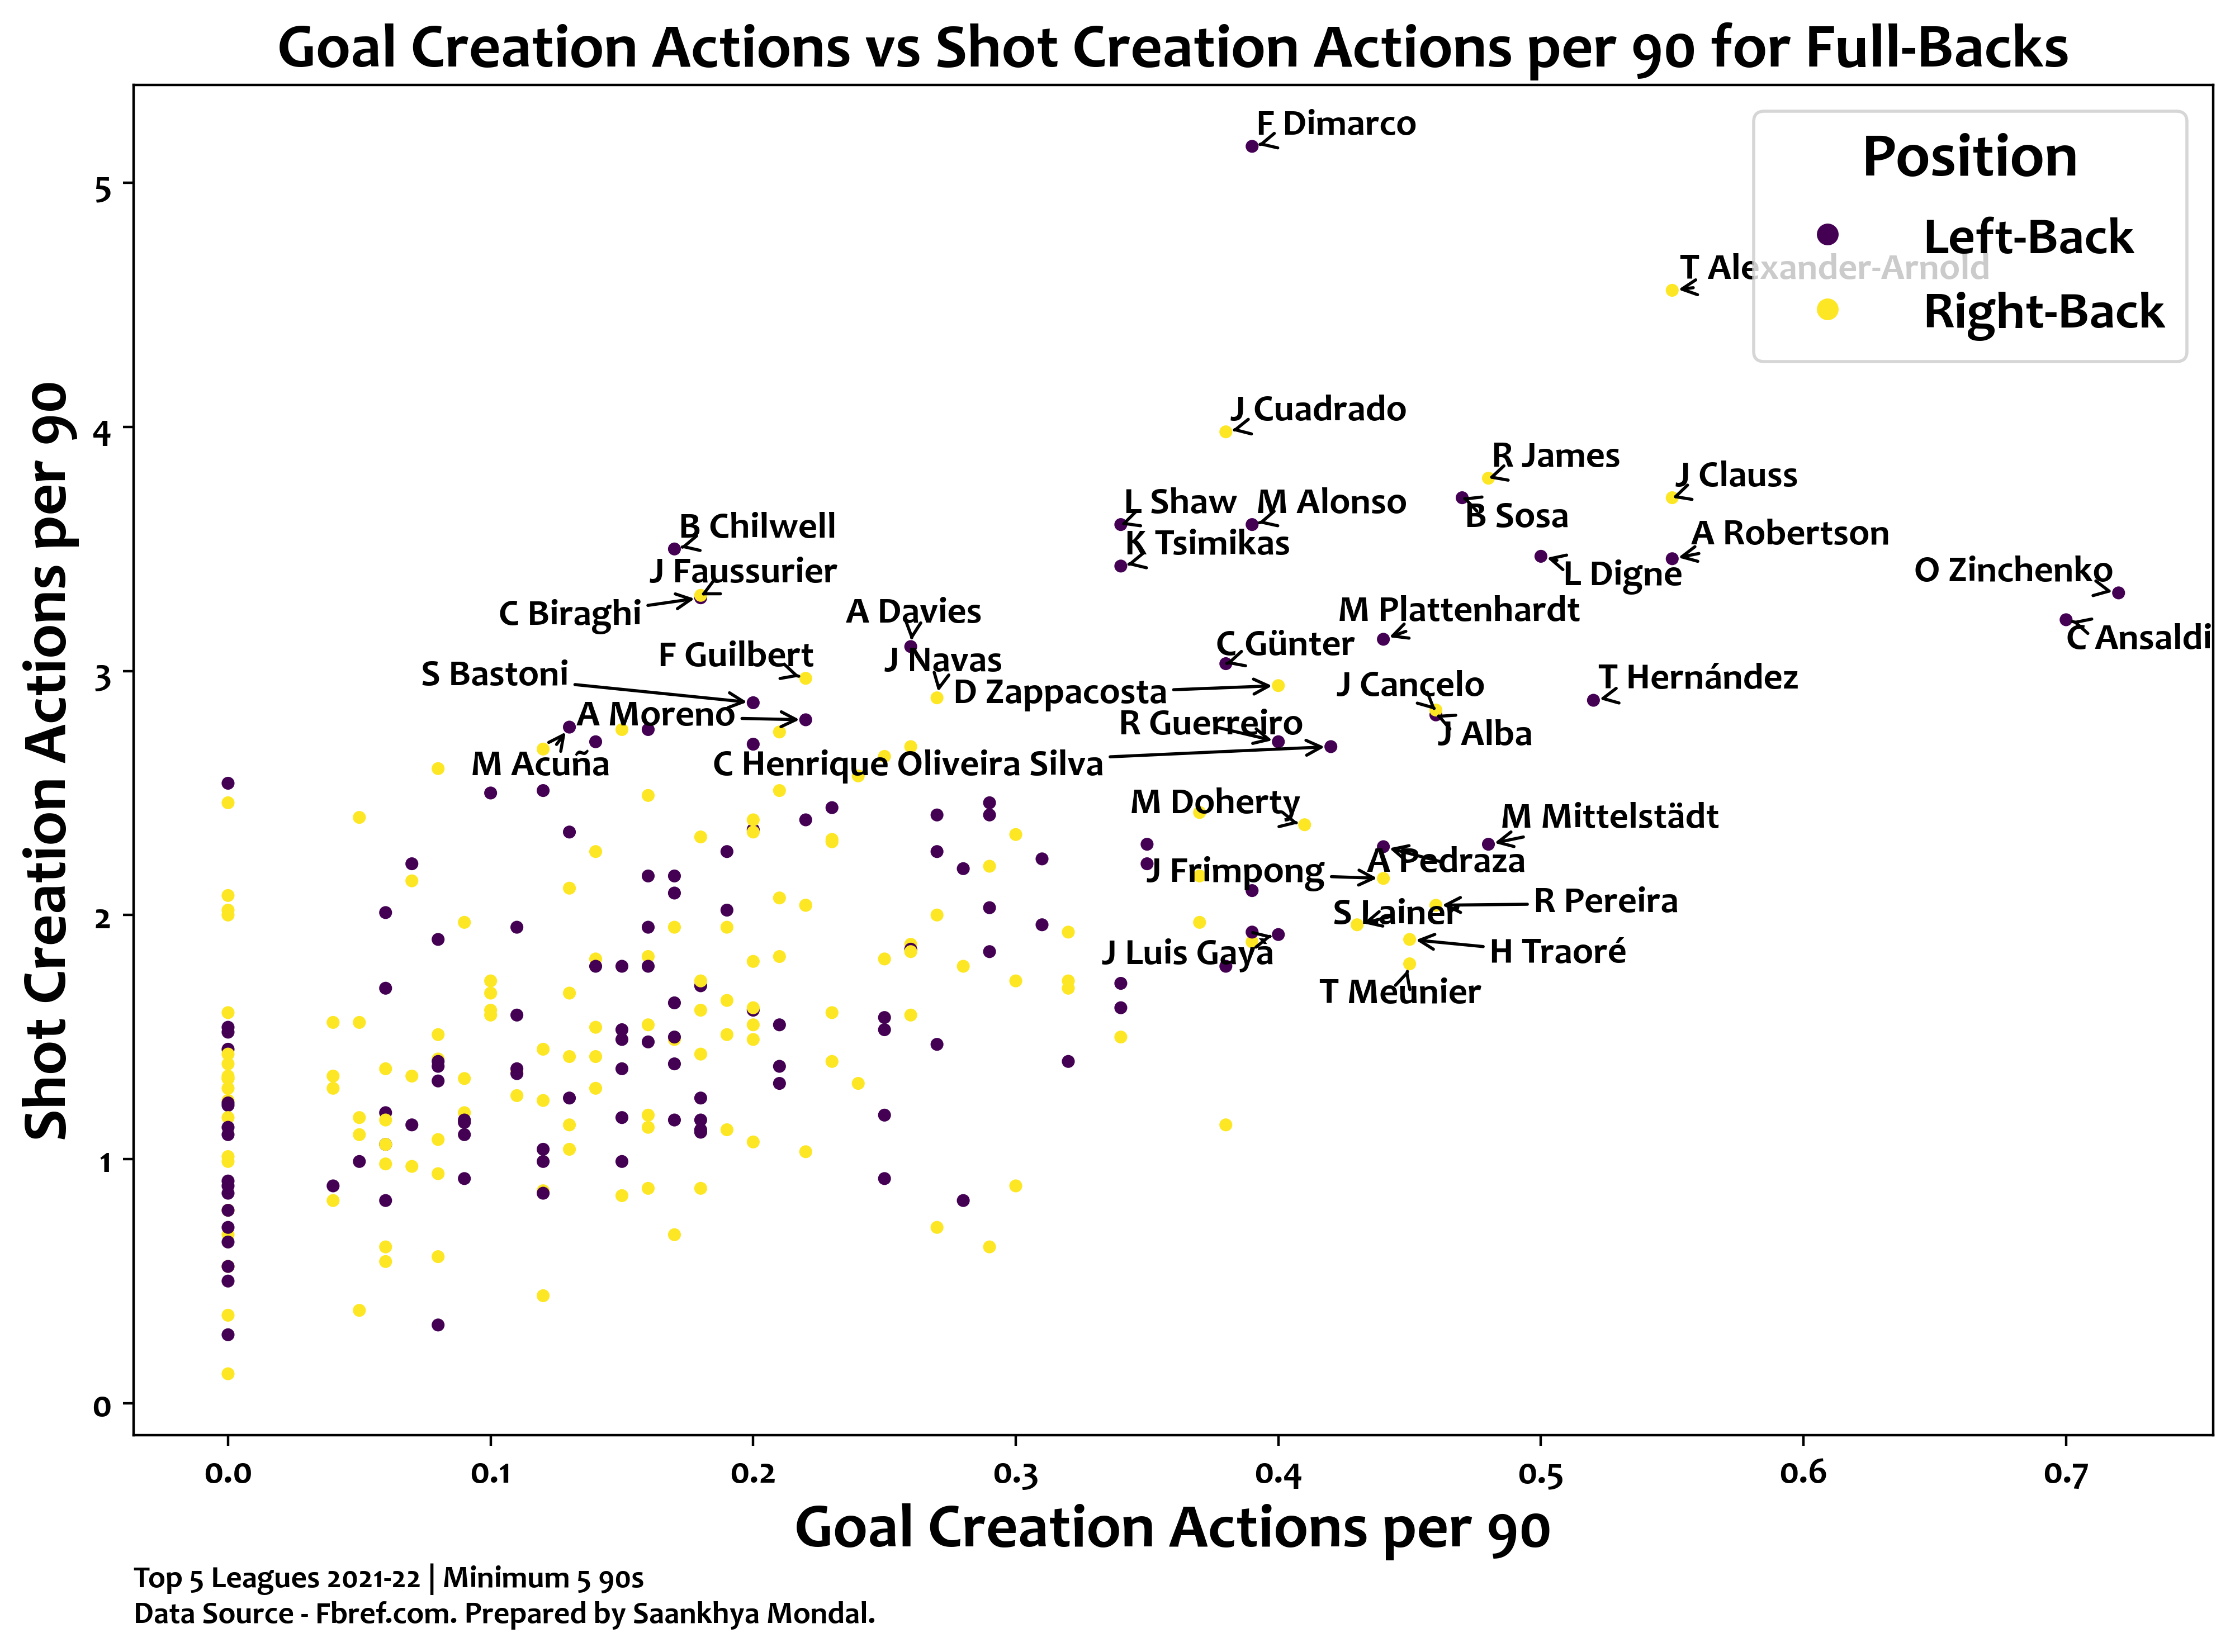 Goal Creation Actions vs Shot Creation Actions per 90 for Full-Backs
F Dimarco
Position
Left-Back
Right-Back
T Alexander-Arnold
J Cuadrado
R James
J Clauss
L Shaw
M Alonso
B Sosa
B Chilwell
K Tsimikas
A Robertson
J Faussurier
L Digne
O Zinchenko
C Biraghi
A Davies
M Plattenhardt
C Günter
C Ansaldi
F Guilbert
J Navas
S Bastoni
D Zappacosta
J Cancelo
T Hernández
A Moreno
R Guerreiro
J Alba
M Acuña
C Henrique Oliveira Silva
M Doherty
M Mittelstädt
J Frimpong
A Pedraza
R Pereira
S Lainer
J Luis Gayà
H Traoré
T Meunier
Shot Creation Actions per 90
5
4
3
2
1
0
0.0
0.1
0.2
0.3
0.4
0.5
0.6
0.7
Goal Creation Actions per 90
Top 5 Leagues 2021-22 | Minimum 5 90s
Data Source - Fbref.com. Prepared by Saankhya Mondal.